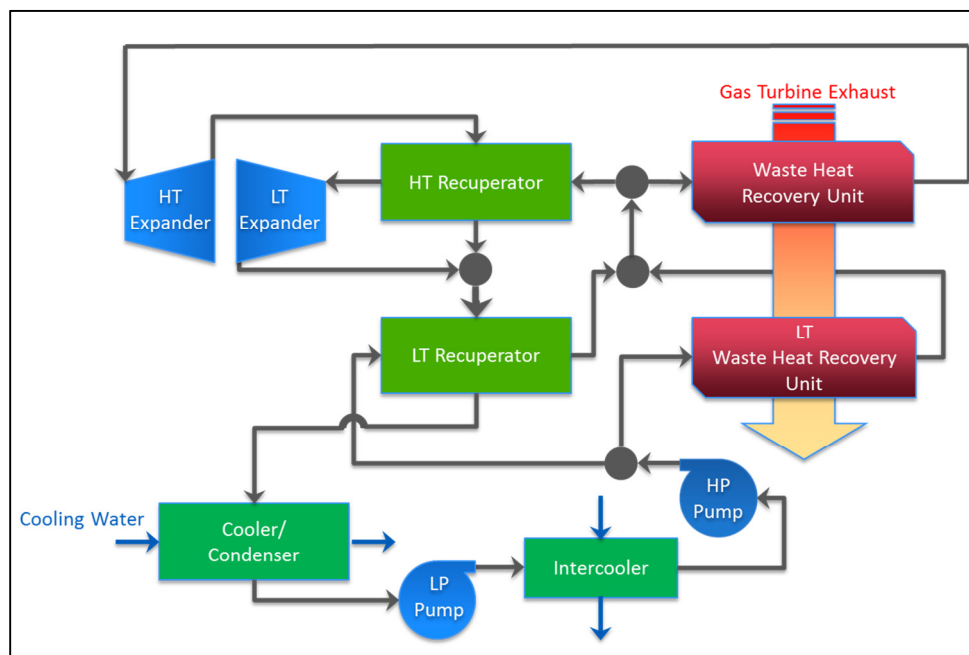 Gas Turbine Exhaust
HT
Expander
LT
Expander
HT Recuperator
Waste Heat
Recovery Unit
LT Recuperator
LT
Waste Heat Recovery
Unit
HP
Pump
Cooling Water
Cooler/
Condenser
LP
Pump
Intercooler